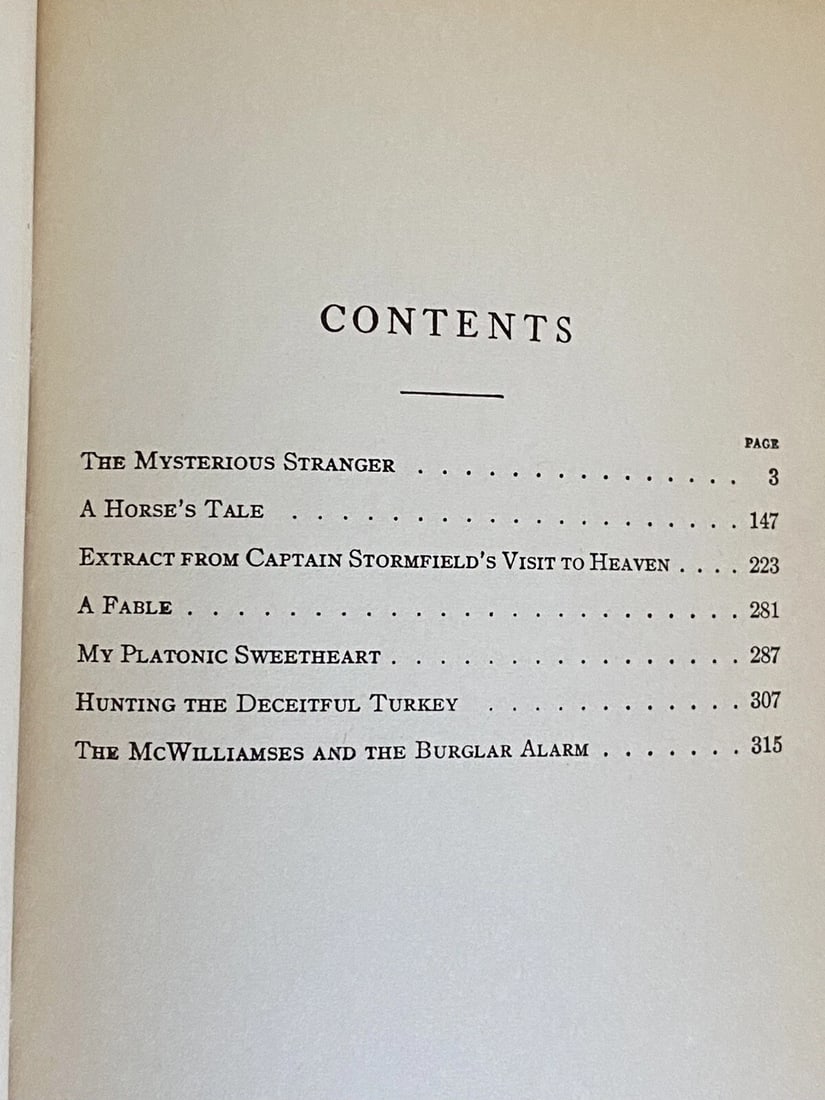 CONTENTS
PAGE
THE MYSTERIOUS STRANGER . . . . . . . . . . . . . . 3
A HORSE'S TALE . . . . . . . . . . . . . . . . . . 147
EXTRACT FROM CAPTAIN STORMFIELD'S VISIT TO HEAVEN . . . . 223
A FABLE . . . . . . . . . . . . . . . . . . . . . . 281
MY PLATONIC SWEETHEART . . . . . . . . . . . . . . . 287
HUNTING THE DECEITFUL TURKEY . . . . . . . . . . . 307
THE MCWILLIAMSES AND THE BURGLAR ALARM . . . . . . 315